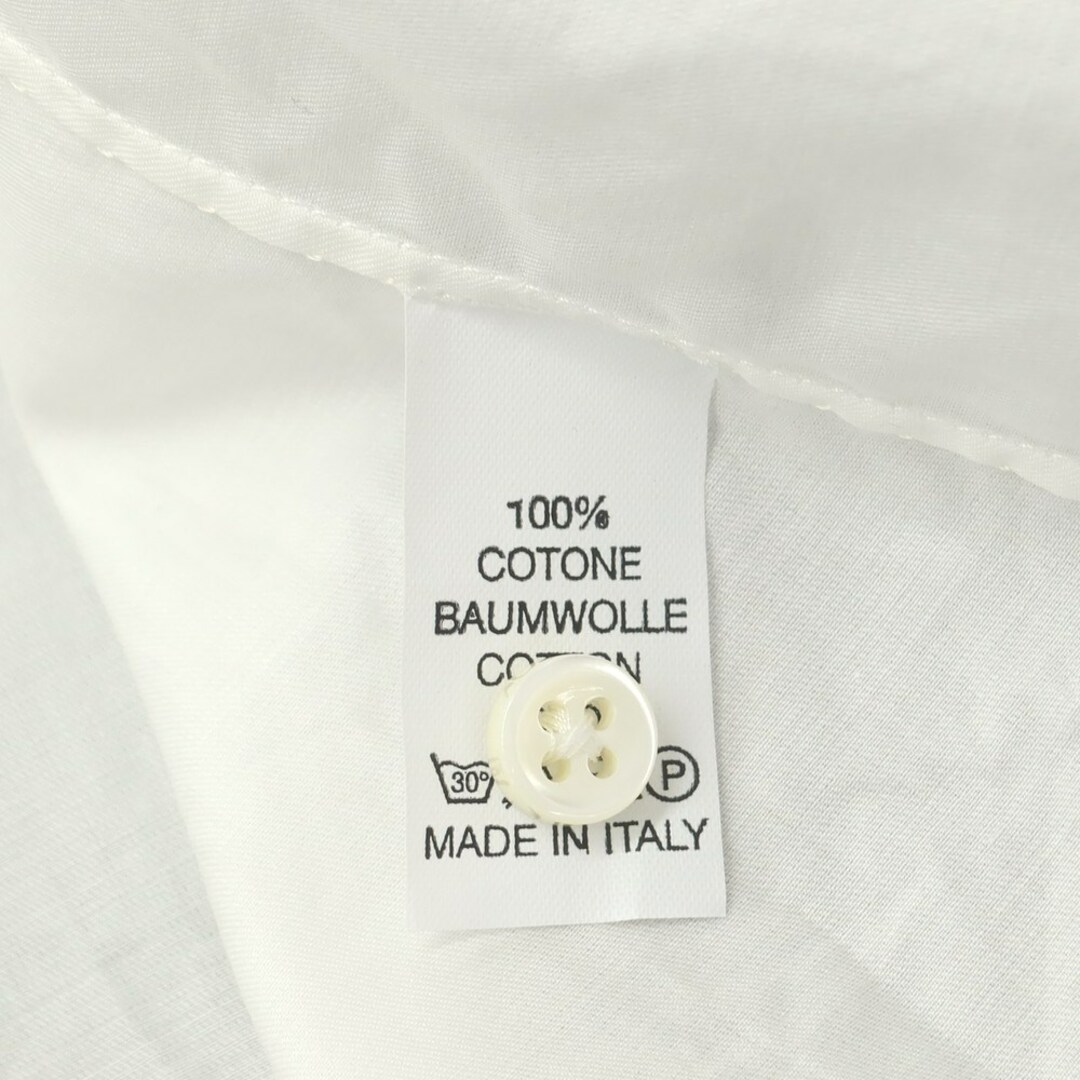 100%
COTONE
BAUMWOLLE
COTTON
30° P
MADE IN ITALY